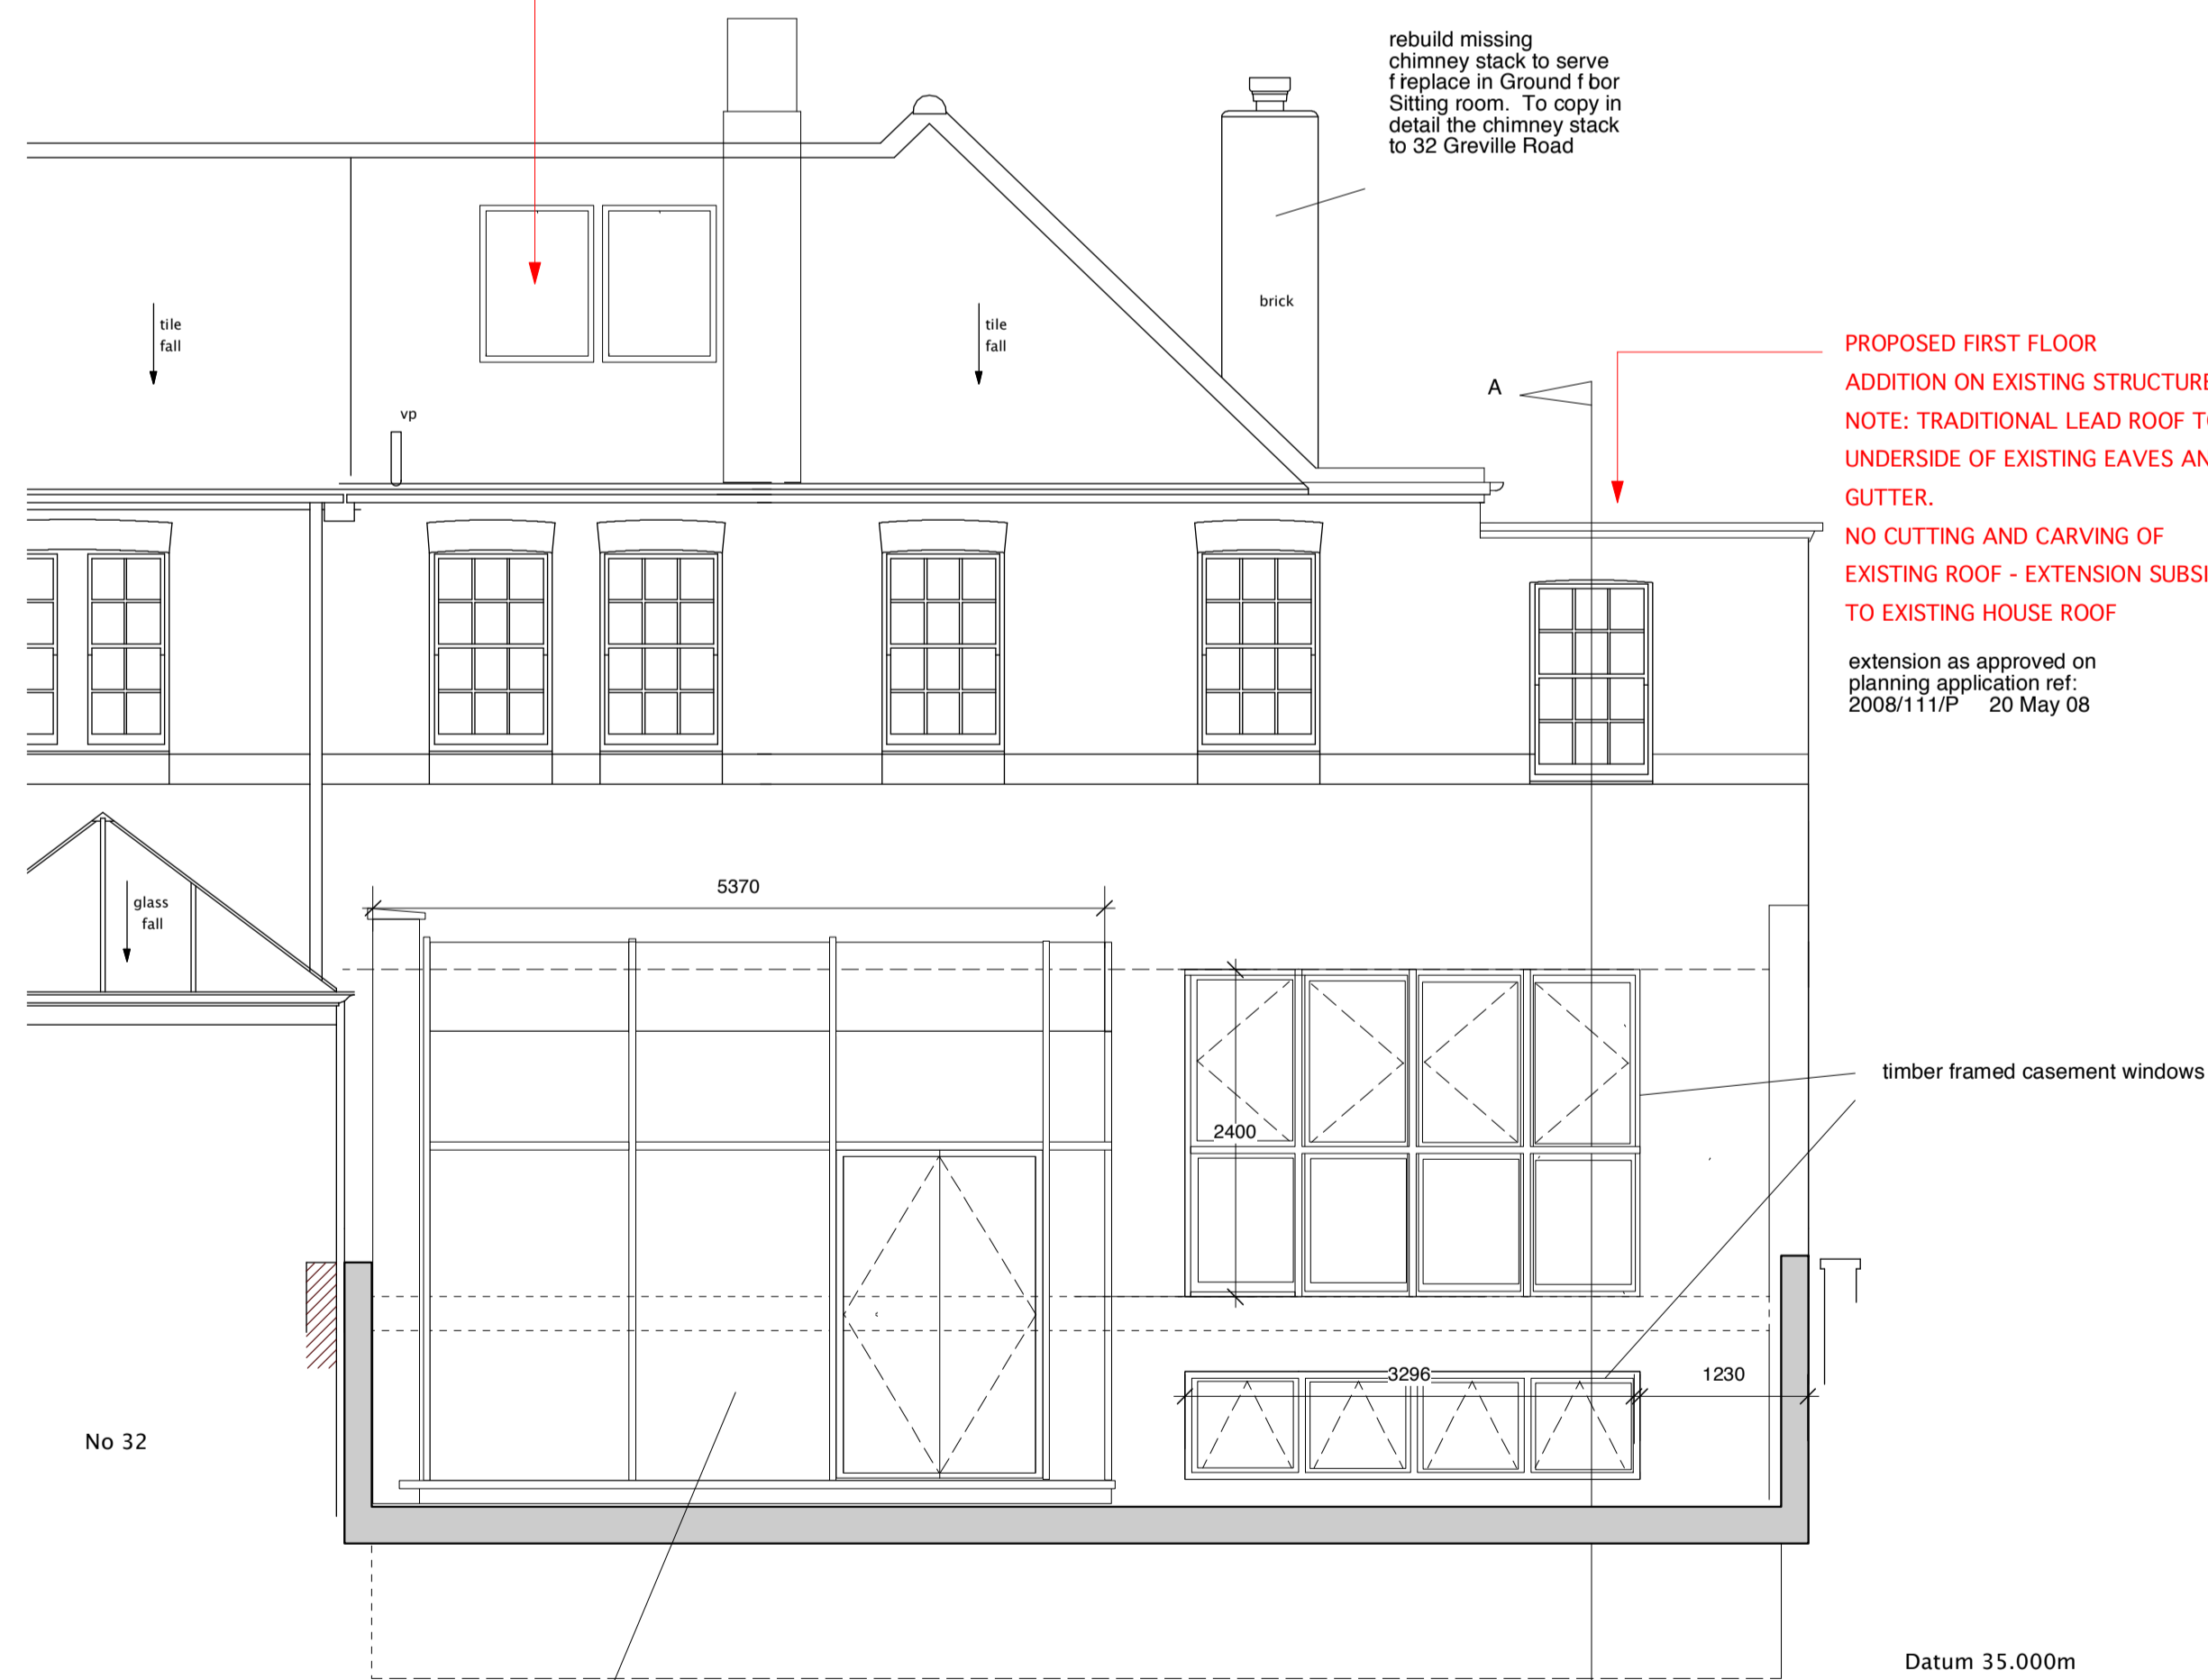 rebuild missing
chimney stack to serve
fireplace in Ground f bor
Sitting room. To copy in
detail the chimney stack
to 32 Greville Road
brick
tile
fall
tile
fall
vp
A
PROPOSED FIRST FLOOR
ADDITION ON EXISTING STRUCTURE
NOTE: TRADITIONAL LEAD ROOF TO
UNDERSIDE OF EXISTING EAVES AN
GUTTER.
NO CUTTING AND CARVING OF
EXISTING ROOF - EXTENSION SUBSI
TO EXISTING HOUSE ROOF
extension as approved on
planning application ref:
2008/111/P 20 May 08
5370
glass
fall
timber framed casement windows
2400
3296
1230
No 32
Datum 35.000m